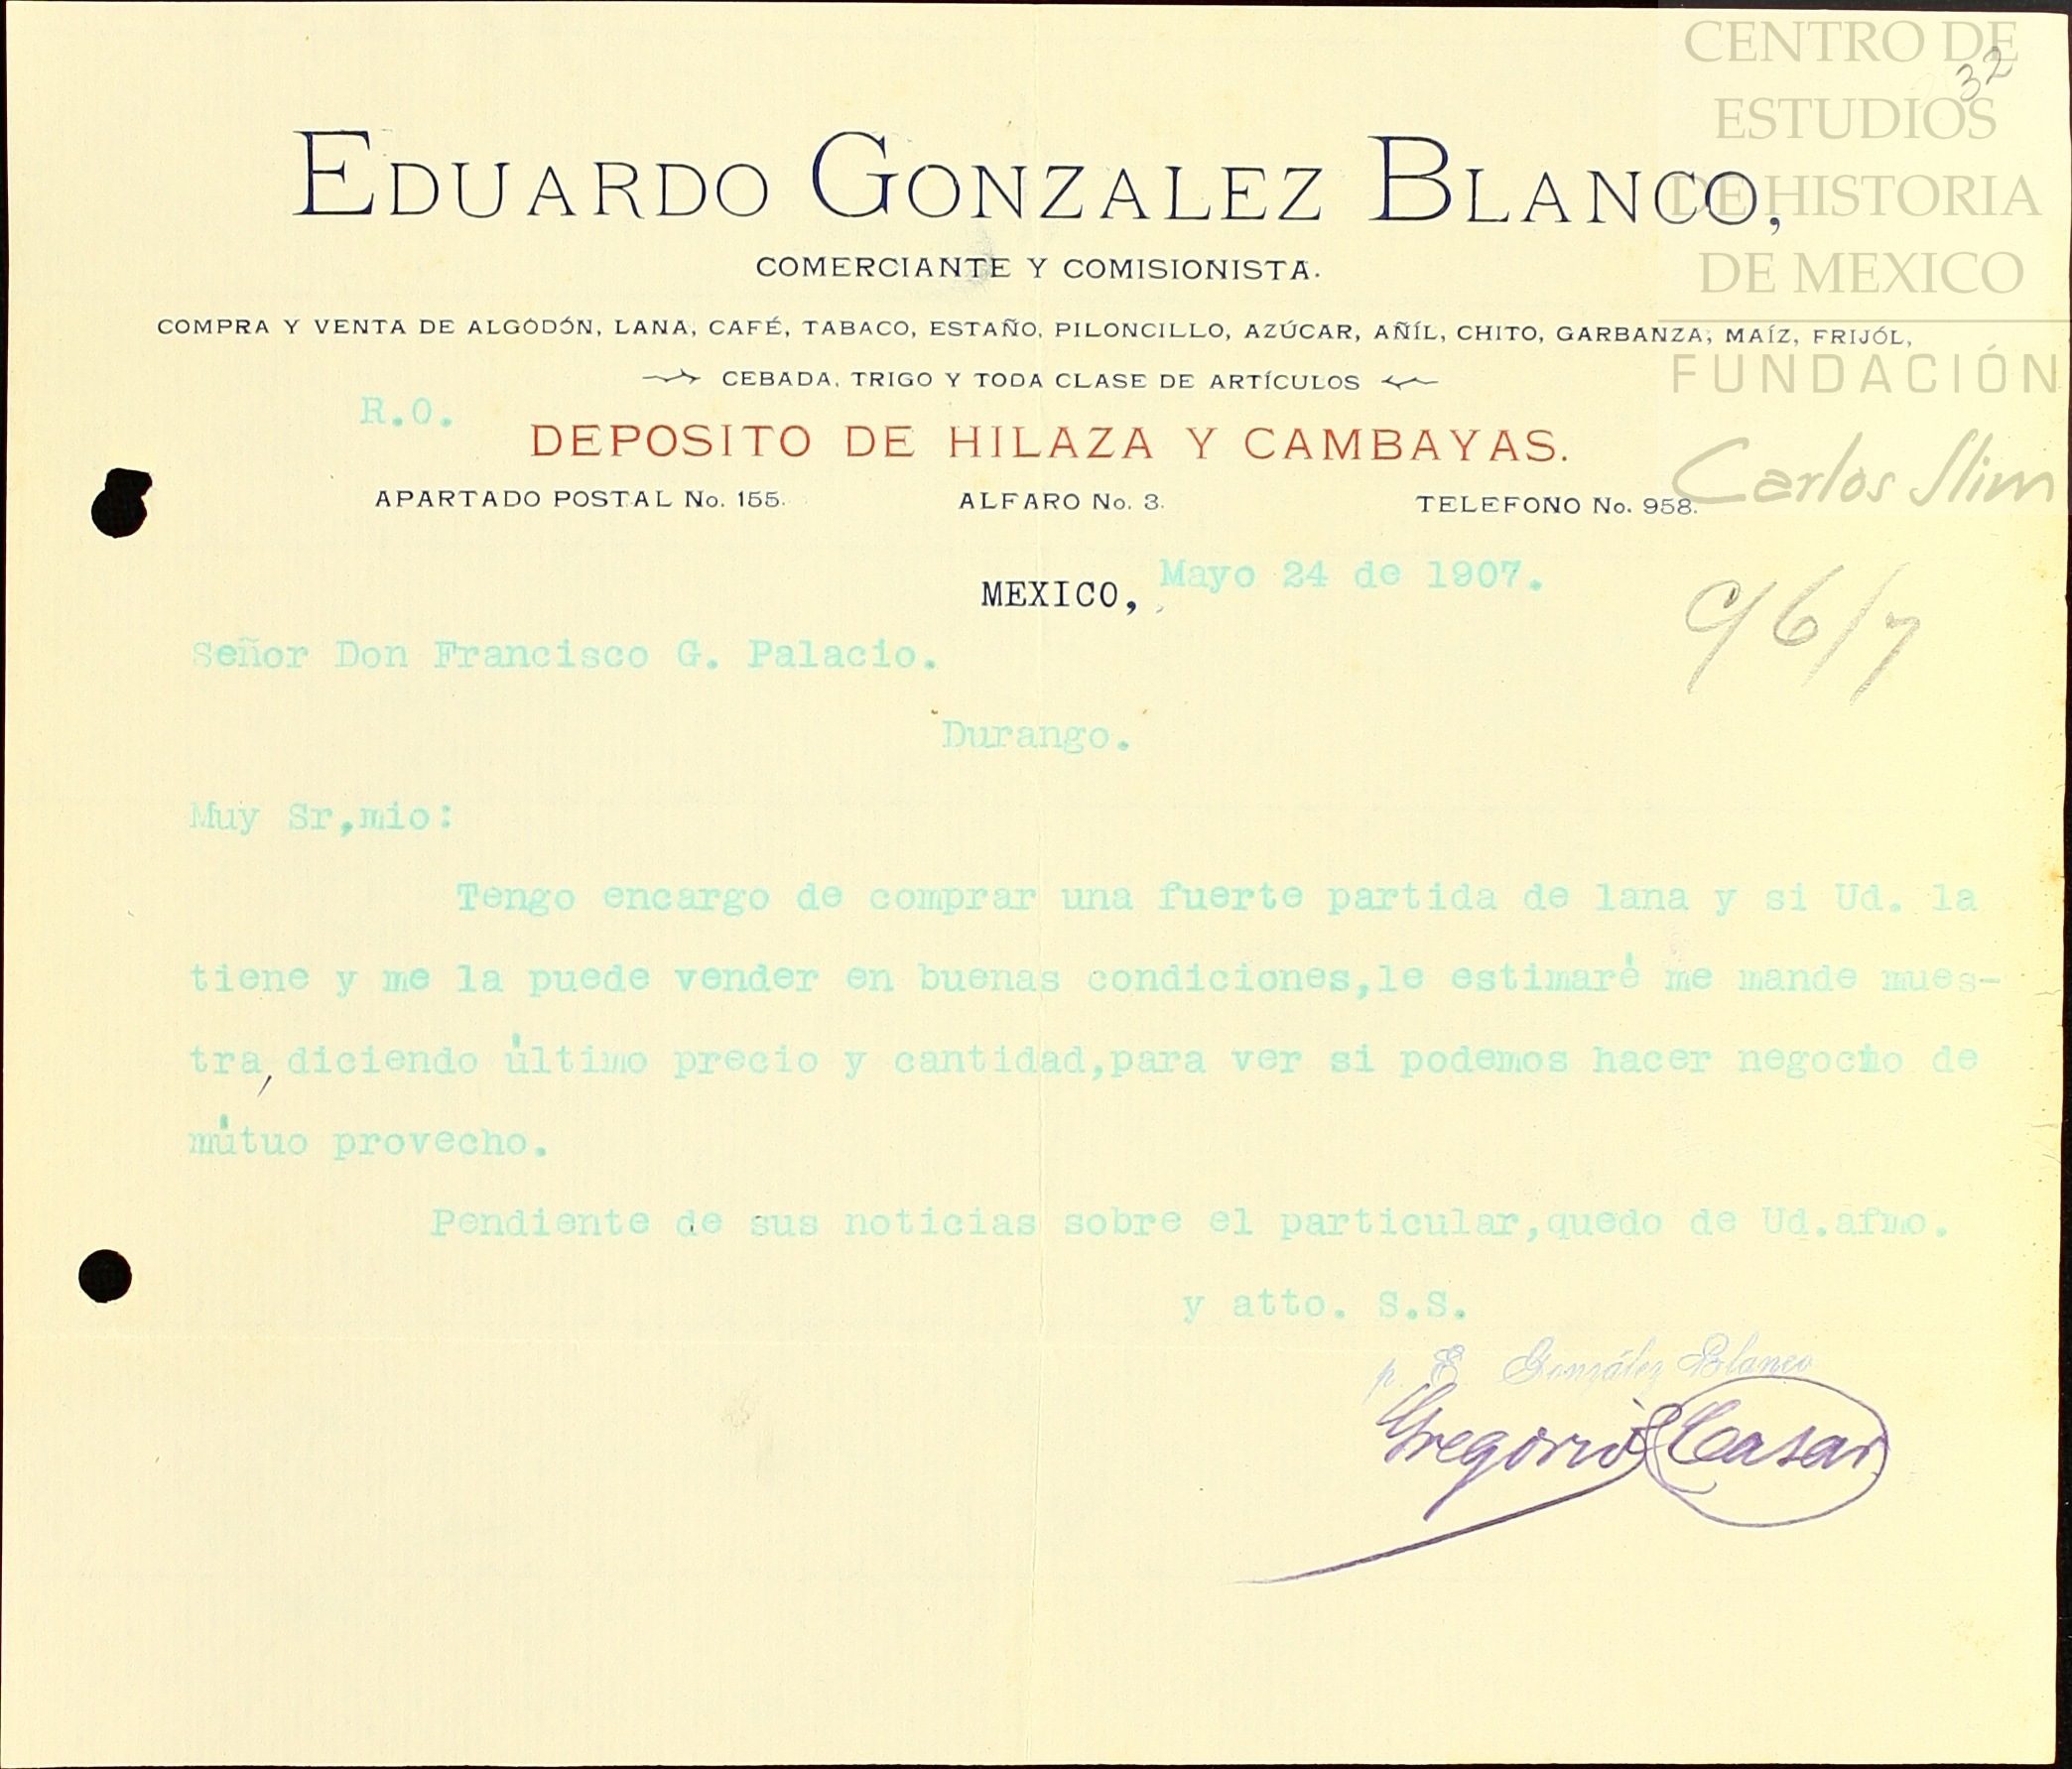 CENTRO DE
ESTUDIOS
DE HISTORIA
DE MEXICO
FUNDACIÓN
Carlos Slim
32
EDUARDO GONZALEZ BLANCO,
COMERCIANTE Y COMISIONISTA.
COMPRA Y VENTA DE ALGÓDÓN, LANA, CAFÉ, TABACO, ESTAÑO, PILONCILLO, AZÚCAR, AÑÍL, CHITO, GARBANZA, MAÍZ, FRIJÓL,
CEBADA, TRIGO Y TODA CLASE DE ARTÍCULOS
R.O.
DEPOSITO DE HILAZA Y CAMBAYAS.
APARTADO POSTAL No. 155. ALFARO No. 3. TELEFONO No. 958.
MEXICO, Mayo 24 de 1907.
96/7
Señor Don Francisco G. Palacio.
Durango.
Muy Sr,mio:
Tengo encargo de comprar una fuerte partida de lana y si Ud. la
tiene y me la puede vender en buenas condiciones,le estimaré me mande mues-
tra, diciendo último precio y cantidad,para ver si podemos hacer negocio de
mútuo provecho.
Pendiente de sus noticias sobre el particular,quedo de Ud.afmo.
y atto. S.S.
p. E. González Blanco
Gregorio Casar